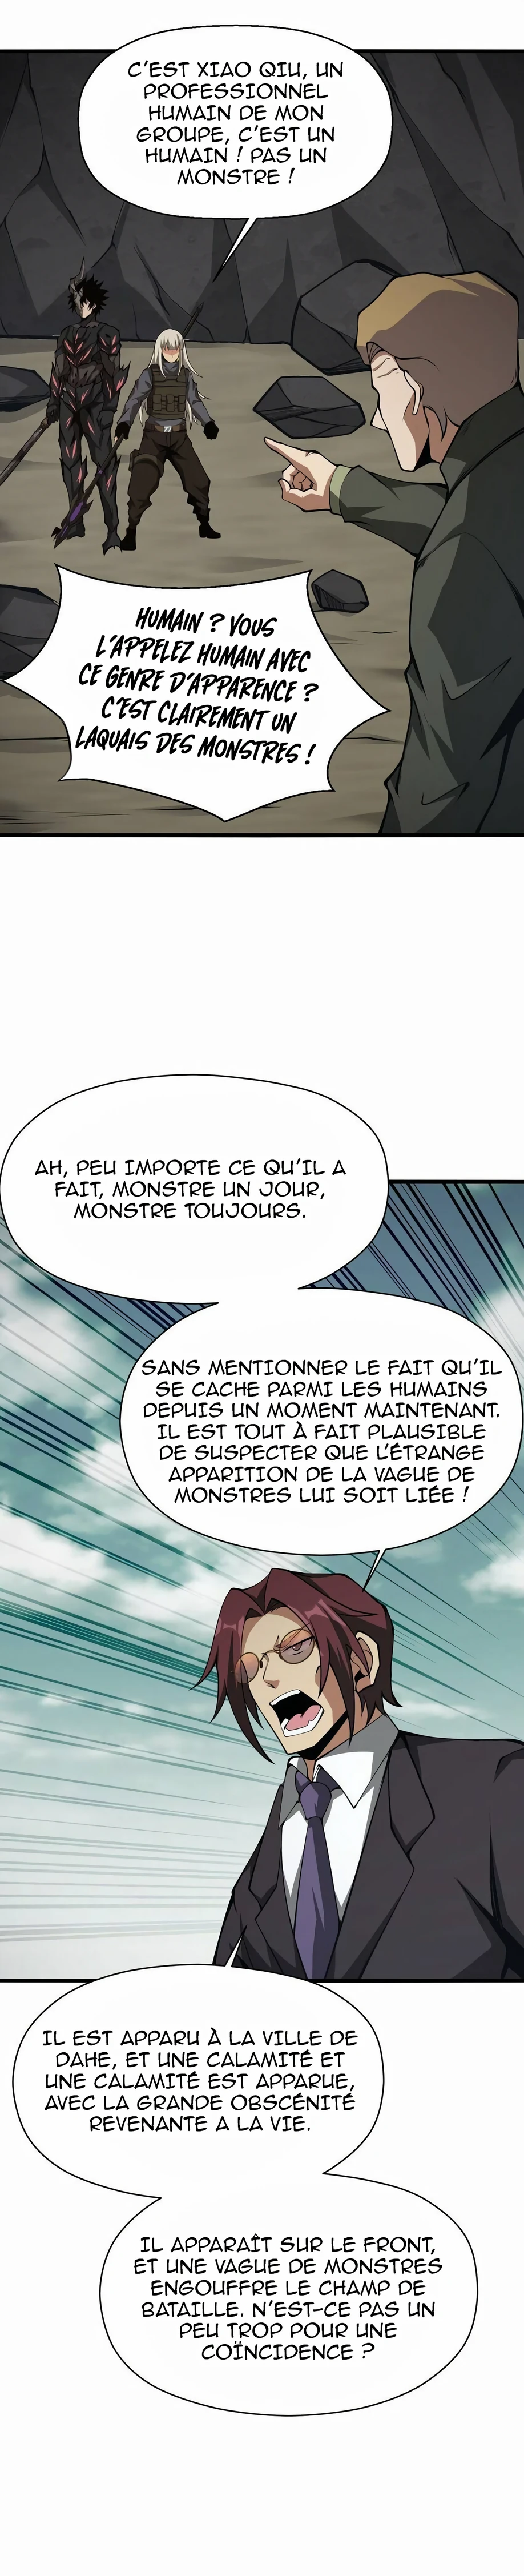 C'EST XIAO QIU, UN
PROFESSIONNEL
HUMAIN DE MON
GROUPE, C'EST UN
HUMAIN ! PAS UN
MONSTRE !
HUMAIN ? VOUS
L'APPELEZ HUMAIN AVEC
CE GENRE D'APPARENCE ?
C'EST CLAIREMENT UN
LAQUAIS DES MONSTRES !
AH, PEU IMPORTE CE QU'IL A
FAIT, MONSTRE UN JOUR,
MONSTRE TOUJOURS.
SANS MENTIONNER LE FAIT QU'IL
SE CACHE PARMI LES HUMAINS
DEPUIS UN MOMENT MAINTENANT.
IL EST TOUT À FAIT PLAUSIBLE
DE SUSPECTER QUE L'ÉTRANGE
APPARITION DE LA VAGUE DE
MONSTRES LUI SOIT LIÉE !
IL EST APPARU À LA VILLE DE
DAHE, ET UNE CALAMITÉ ET
UNE CALAMITÉ EST APPARUE,
AVEC LA GRANDE OBSCÉNITÉ
REVENANTE A LA VIE.
IL APPARAÎT SUR LE FRONT,
ET UNE VAGUE DE MONSTRES
ENGOUFFRE LE CHAMP DE
BATAILLE. N'EST-CE PAS UN
PEU TROP POUR UNE
COÏNCIDENCE ?